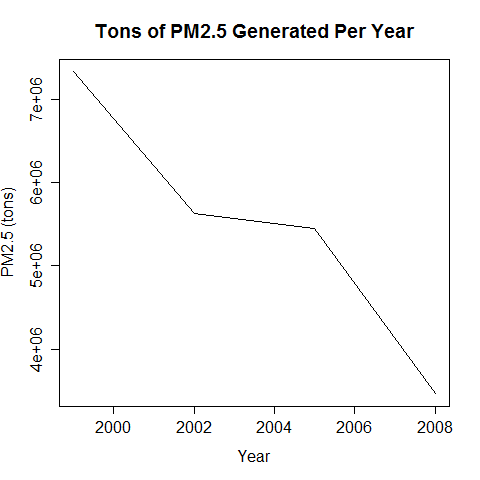 Tons of PM2.5 Generated Per Year
PM2.5 (tons)
7e+06
6e+06
5e+06
4e+06
2000 2002 2004 2006 2008
Year